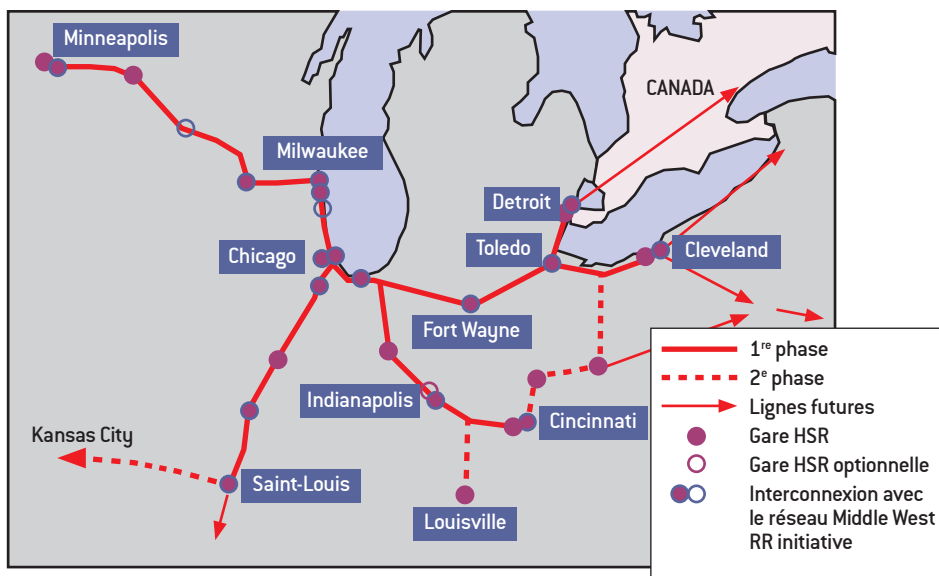 Minneapolis
CANADA
Milwaukee
Detroit
Chicago
Toledo
Cleveland
Fort Wayne
Indianapolis
Cincinnati
Kansas City
Saint-Louis
Louisville
1re phase
2e phase
Lignes futures
Gare HSR
Gare HSR optionnelle
Interconnexion avec
le réseau Middle West
RR initiative